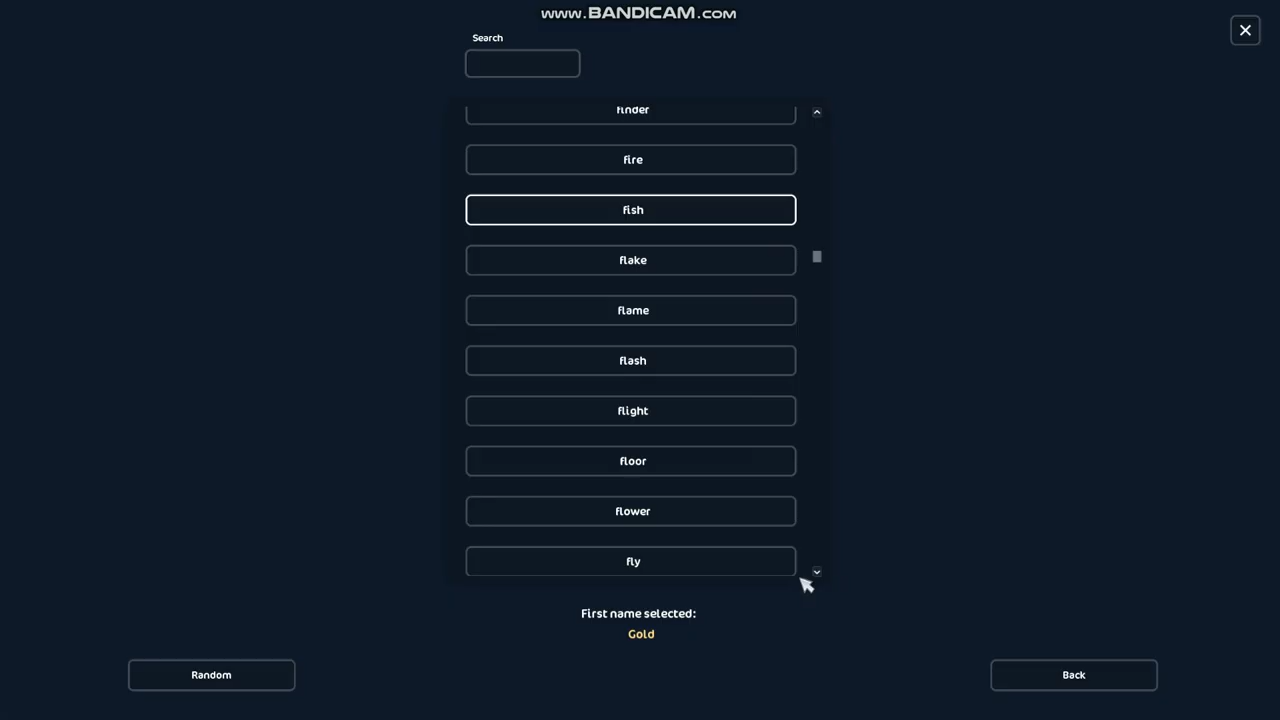 www.BANDICAM.com
Search
finder
fire
fish
flake
flame
flash
flight
floor
flower
fly
First name selected:
Gold
Random
Back